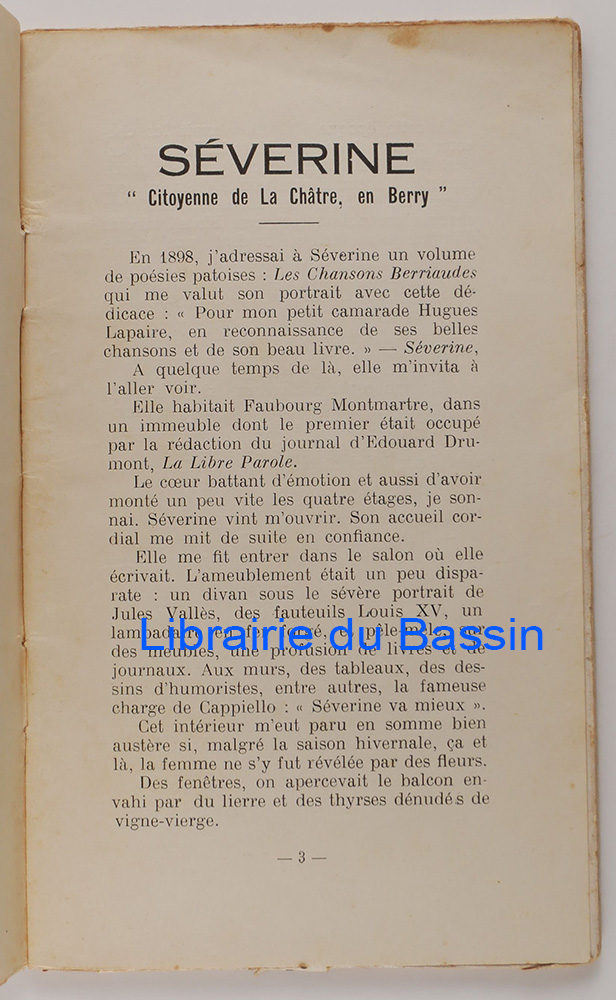 SÉVERINE
“ Citoyenne de La Châtre, en Berry ”
En 1898, j'adressai à Séverine un volume
de poésies patoises : Les Chansons Berriaudes
qui me valut son portrait avec cette dé-
dicace : « Pour mon petit camarade Hugues
Lapaire, en reconnaissance de ses belles
chansons et de son beau livre. » — Séverine,
A quelque temps de là, elle m'invita à
l'aller voir.
Elle habitait Faubourg Montmartre, dans
un immeuble dont le premier était occupé
par la rédaction du journal d'Edouard Dru-
mont, La Libre Parole.
Le cœur battant d'émotion et aussi d'avoir
monté un peu vite les quatre étages, je son-
nai. Séverine vint m'ouvrir. Son accueil cor-
dial me mit de suite en confiance.
Elle me fit entrer dans le salon où elle
écrivait. L'ameublement était un peu dispa-
rate : un divan sous le sévère portrait de
Jules Vallès, des fauteuils Louis XV, un
lampadaire en fer forgé, et pêle-mêle, sur
des meubles, une profusion de livres et de
journaux. Aux murs, des tableaux, des des-
sins d'humoristes, entre autres, la fameuse
charge de Cappiello : « Séverine va mieux ».
Cet intérieur m'eut paru en somme bien
austère si, malgré la saison hivernale, ça et
là, la femme ne s'y fut révélée par des fleurs.
Des fenêtres, on apercevait le balcon en-
vahi par du lierre et des thyrses dénudés de
vigne-vierge.
— 3 —
Librairie du Bassin